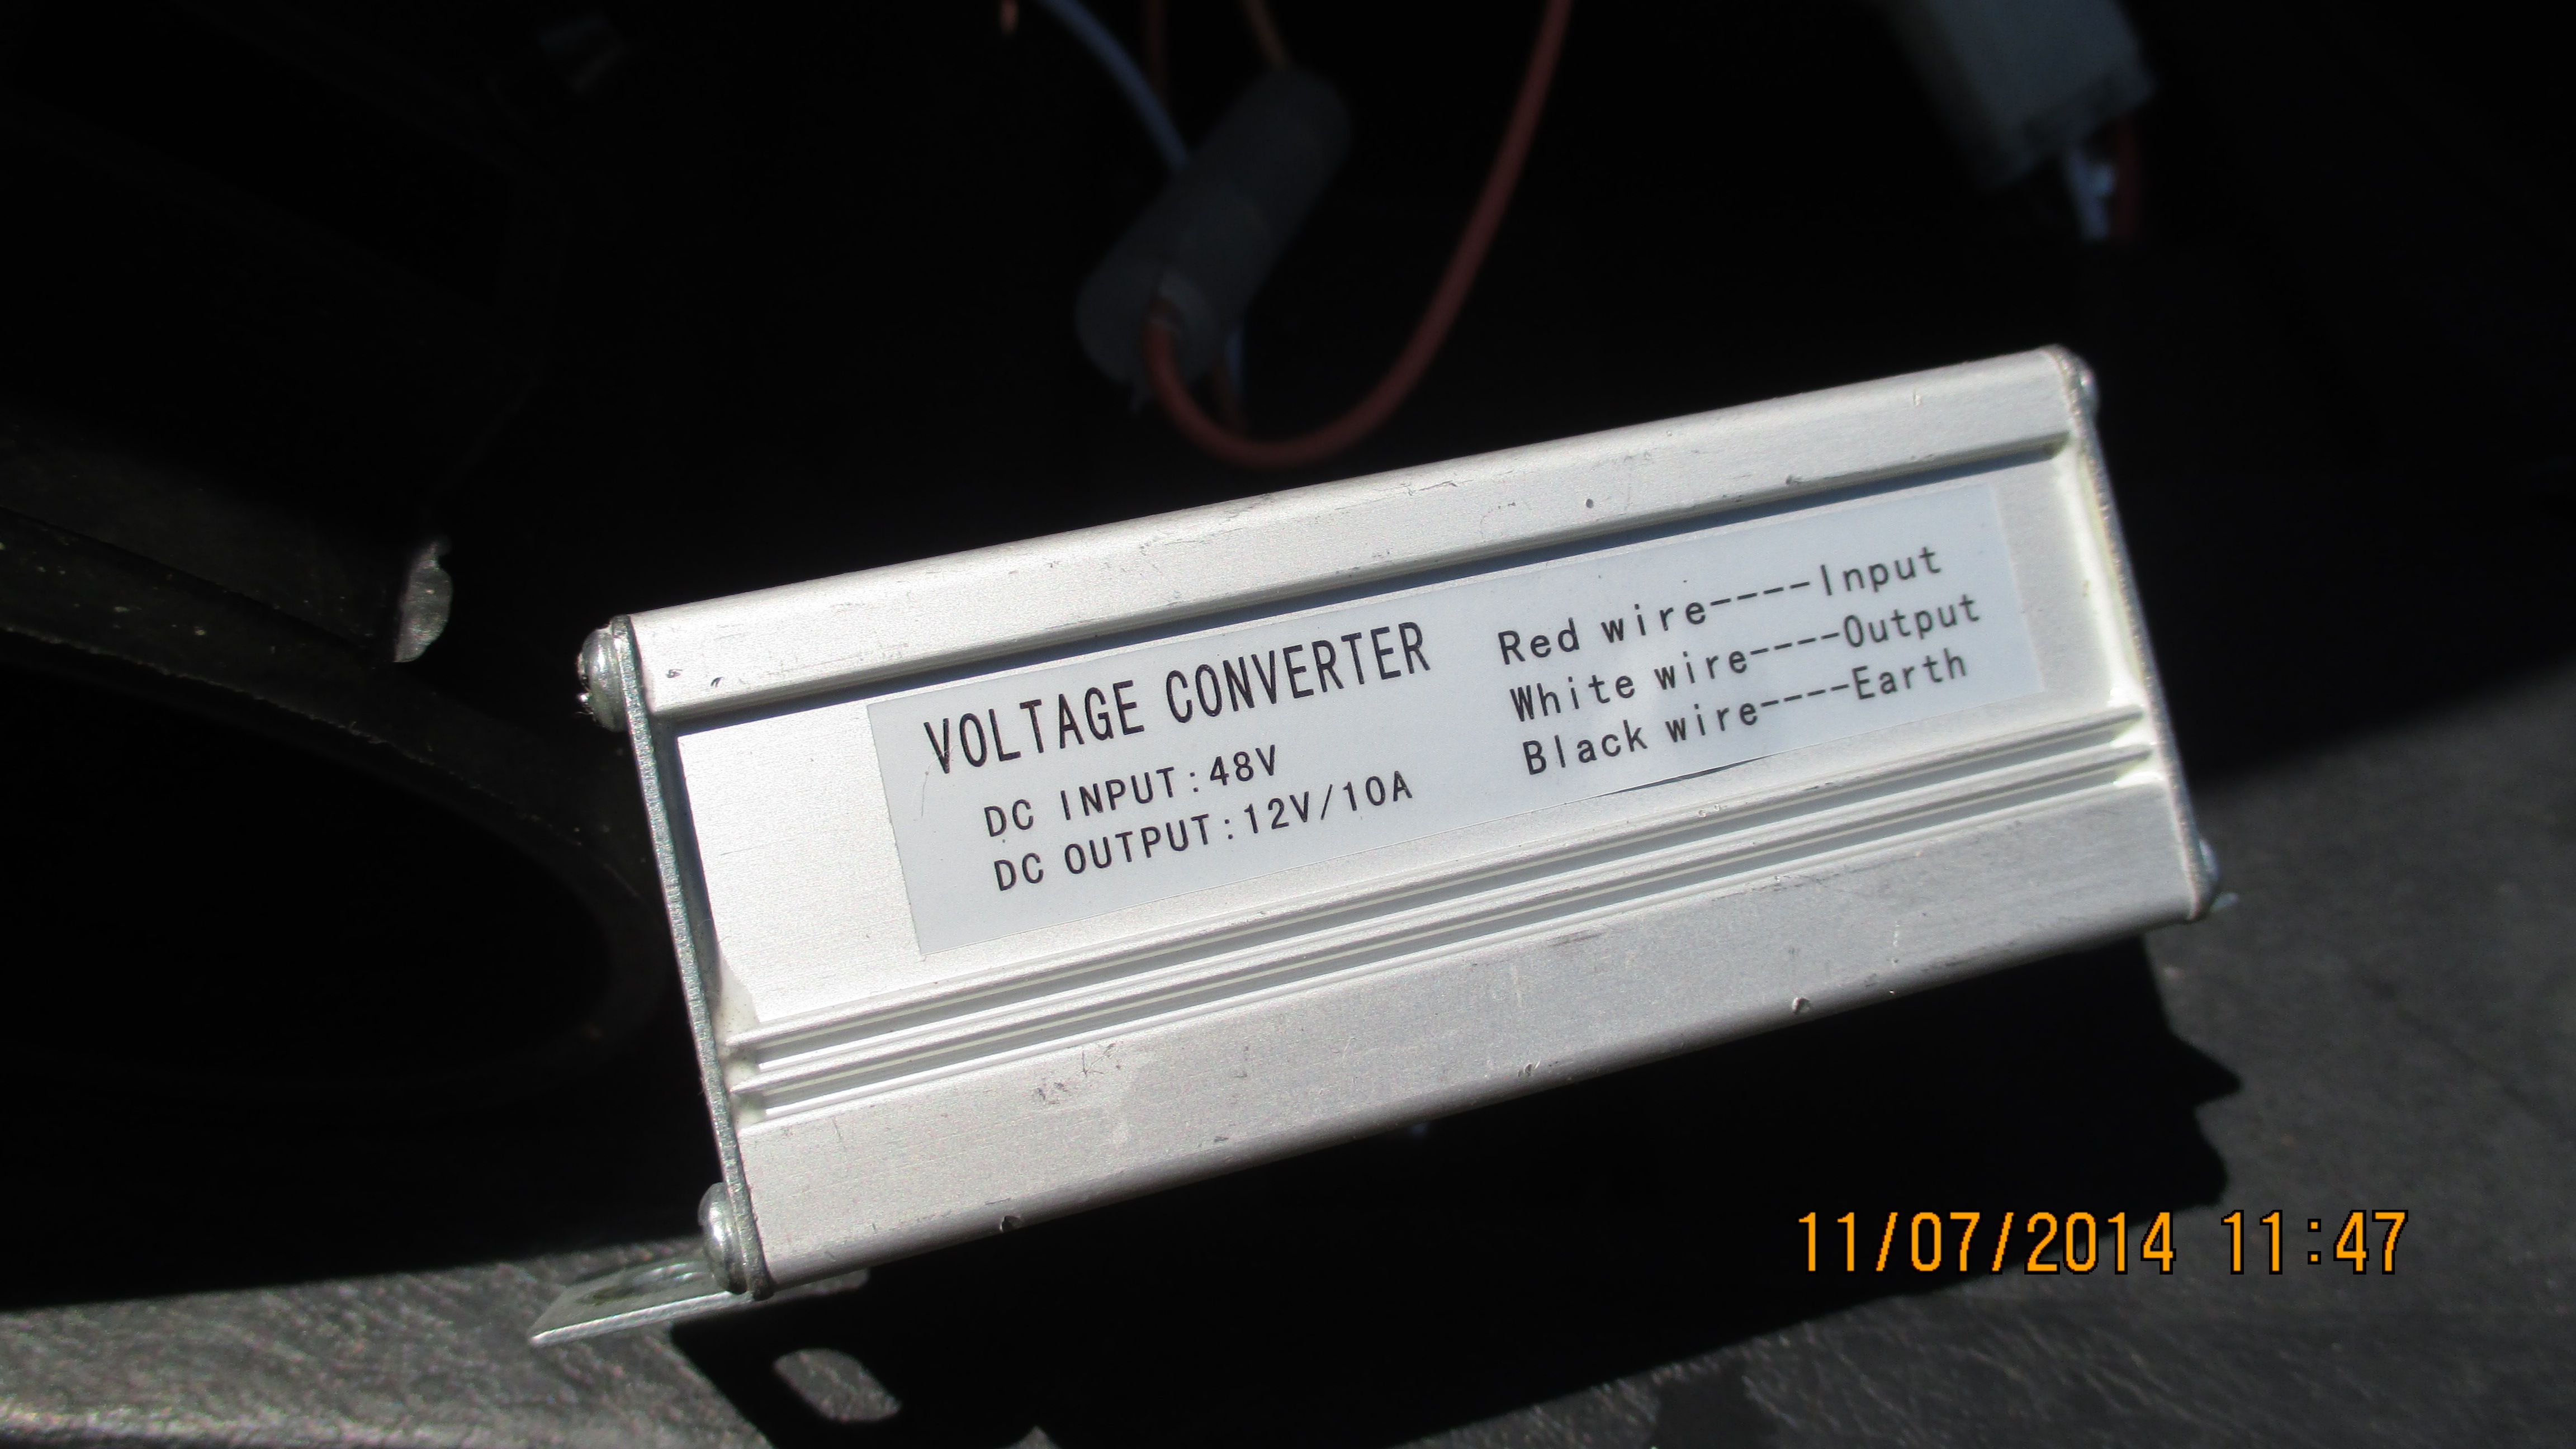 VOLTAGE CONVERTER
DC INPUT:48V
DC OUTPUT:12V/10A
Red wire----Input
White wire----Output
Black wire----Earth
11/07/2014 11:47